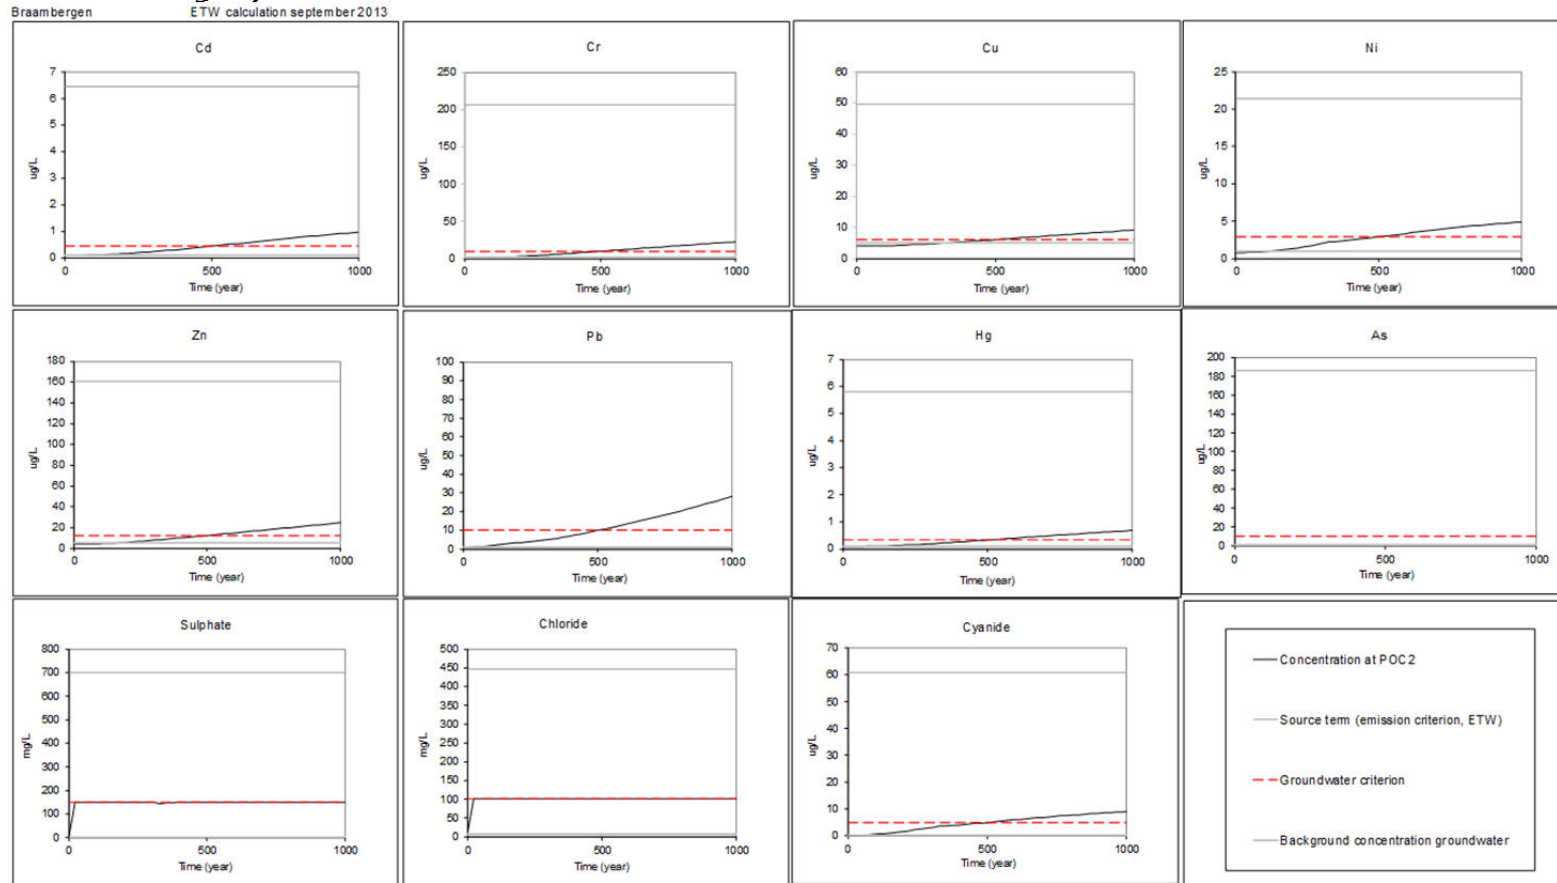 Braambergen ETW calculation september 2013
Cd
7
6
5
4
3
2
1
0
ug/L
0 500 1000
Time (year)
Cr
250
200
150
100
50
0
ug/L
0 500 1000
Time (year)
Cu
60
50
40
30
20
10
0
ug/L
0 500 1000
Time (year)
Ni
25
20
15
10
5
0
ug/L
0 500 1000
Time (year)
Zn
180
160
140
120
100
80
60
40
20
0
ug/L
0 500 1000
Time (year)
Pb
100
90
80
70
60
50
40
30
20
10
0
ug/L
0 500 1000
Time (year)
Hg
7
6
5
4
3
2
1
0
ug/L
0 500 1000
Time (year)
As
200
180
160
140
120
100
80
60
40
20
0
ug/L
0 500 1000
Time (year)
Sulphate
800
700
600
500
400
300
200
100
0
mg/L
0 500 1000
Time (year)
Chloride
500
450
400
350
300
250
200
150
100
50
0
mg/L
0 500 1000
Time (year)
Cyanide
70
60
50
40
30
20
10
0
ug/L
0 500 1000
Time (year)
Concentration at POC2
Source term (emission criterion, ETW)
Groundwater criterion
Background concentration groundwater